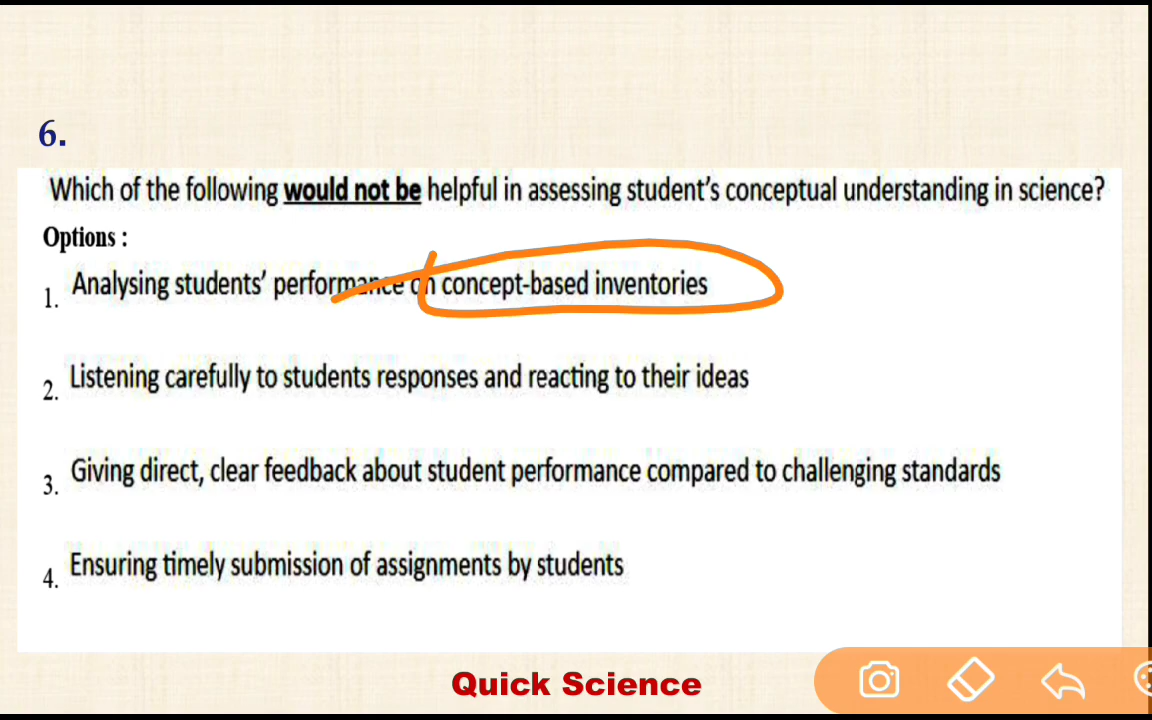 6.
Which of the following would not be helpful in assessing student's conceptual understanding in science?
Options :
1. Analysing students' performance on concept-based inventories
2. Listening carefully to students responses and reacting to their ideas
3. Giving direct, clear feedback about student performance compared to challenging standards
4. Ensuring timely submission of assignments by students
Quick Science